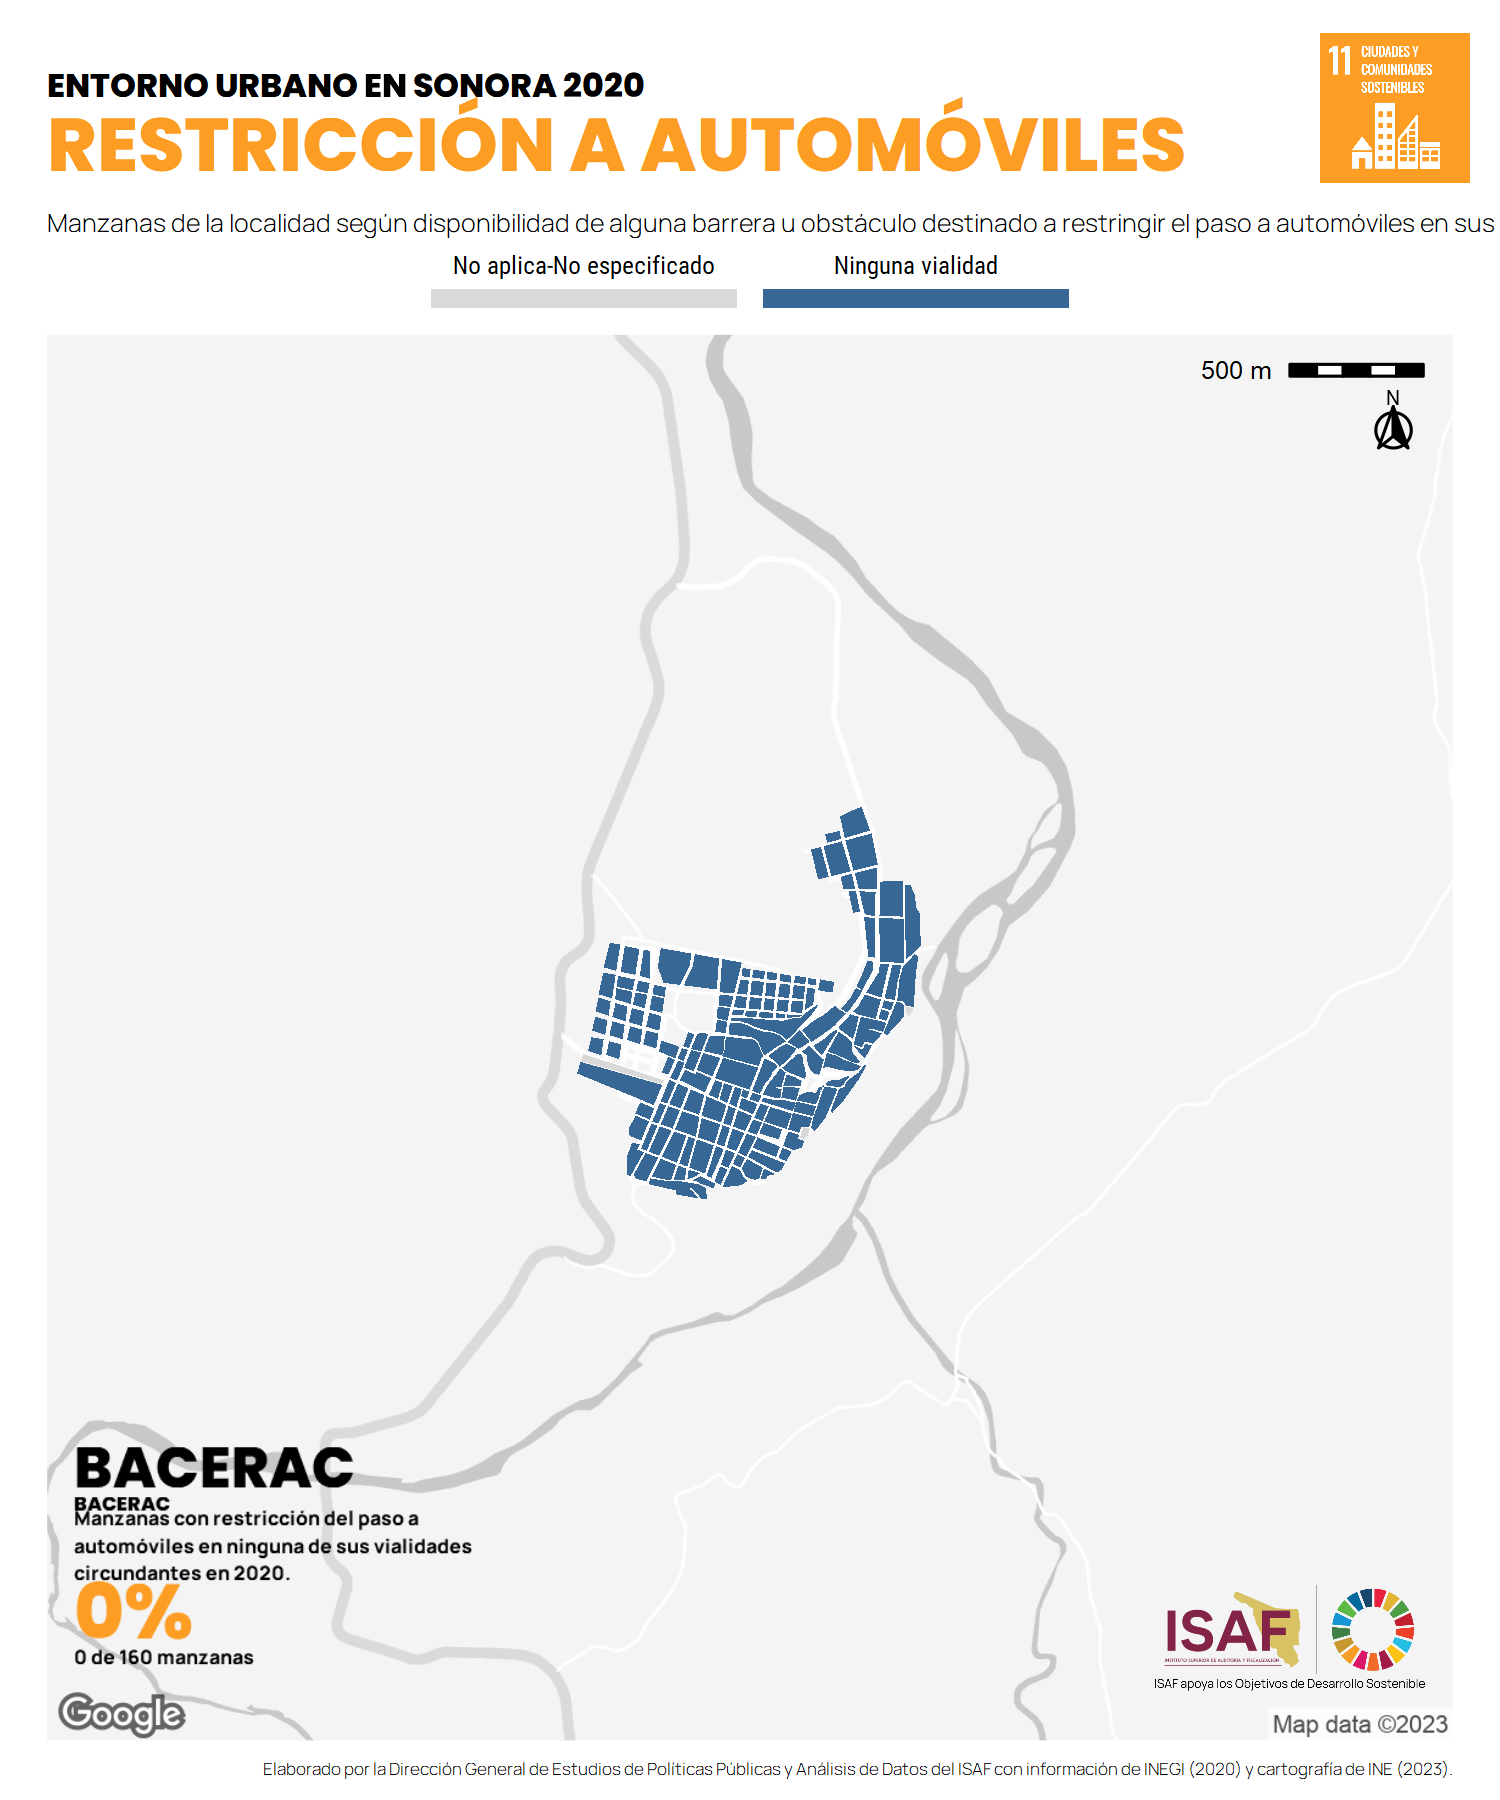 ENTORNO URBANO EN SONORA 2020
RESTRICCIÓN A AUTOMÓVILES
11 CIUDADES Y
COMUNIDADES
SOSTENIBLES
Manzanas de la localidad según disponibilidad de alguna barrera u obstáculo destinado a restringir el paso a automóviles en sus
No aplica-No especificado
Ninguna vialidad
500 m
N
BACERAC
BACERAC
Manzanas con restricción del paso a
automóviles en ninguna de sus vialidades
circundantes en 2020.
0%
0 de 160 manzanas
Google
ISAF
INSTITUTO SUPERIOR DE AUDITORÍA Y FISCALIZACIÓN
ISAF apoya los Objetivos de Desarrollo Sostenible
Map data ©2023
Elaborado por la Dirección General de Estudios de Políticas Públicas y Análisis de Datos del ISAF con información de INEGI (2020) y cartografía de INE (2023).